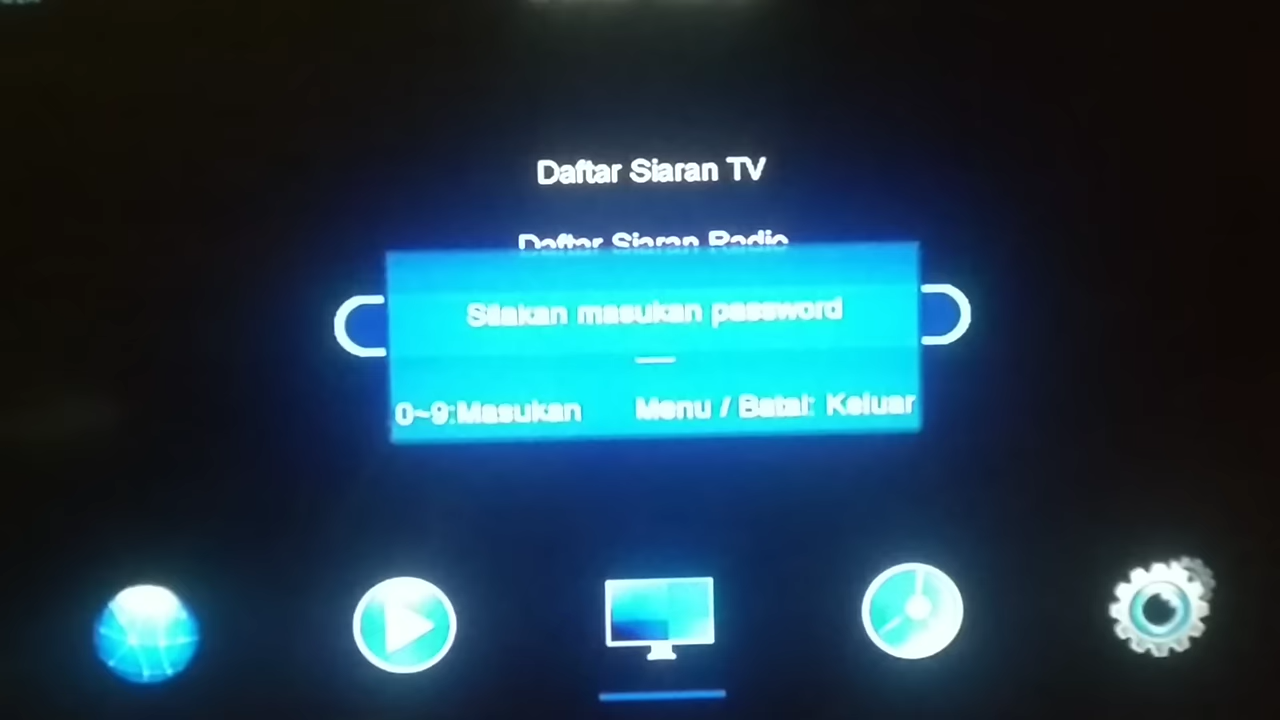 Daftar Siaran TV
Daftar Siaran Radio
Silakan masukan password
0~9:Masukan Menu / Batal: Keluar